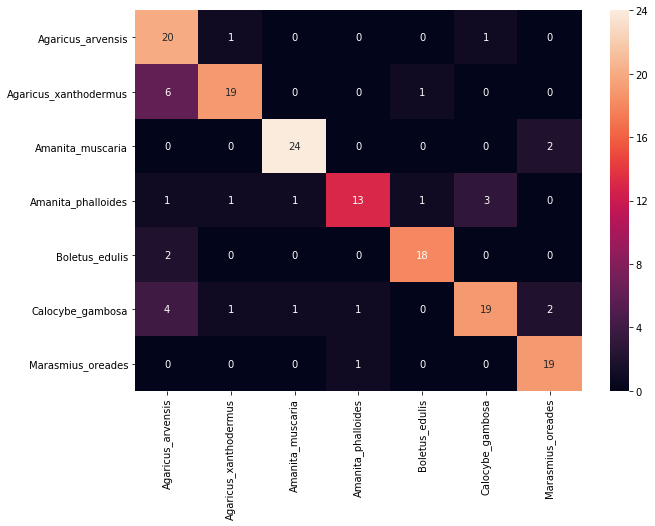 Agaricus_arvensis 20 1 0 0 0 1 0
Agaricus_xanthodermus 6 19 0 0 1 0 0
Amanita_muscaria 0 0 24 0 0 0 2
Amanita_phalloides 1 1 1 13 1 3 0
Boletus_edulis 2 0 0 0 18 0 0
Calocybe_gambosa 4 1 1 1 0 19 2
Marasmius_oreades 0 0 0 1 0 0 19
Agaricus_arvensis
Agaricus_xanthodermus
Amanita_muscaria
Amanita_phalloides
Boletus_edulis
Calocybe_gambosa
Marasmius_oreades
24
20
16
12
8
4
0